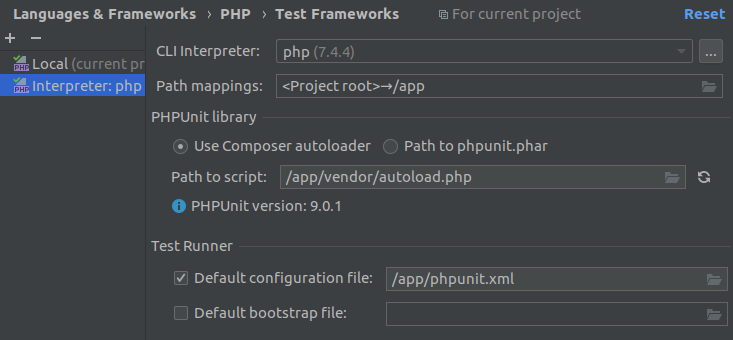 Languages & Frameworks › PHP › Test Frameworks For current project Reset
+ −
Local (current pr
Interpreter: php
CLI Interpreter: php (7.4.4) ...
Path mappings: <Project root>→/app
PHPUnit library
Use Composer autoloader Path to phpunit.phar
Path to script: /app/vendor/autoload.php
PHPUnit version: 9.0.1
Test Runner
Default configuration file: /app/phpunit.xml
Default bootstrap file: